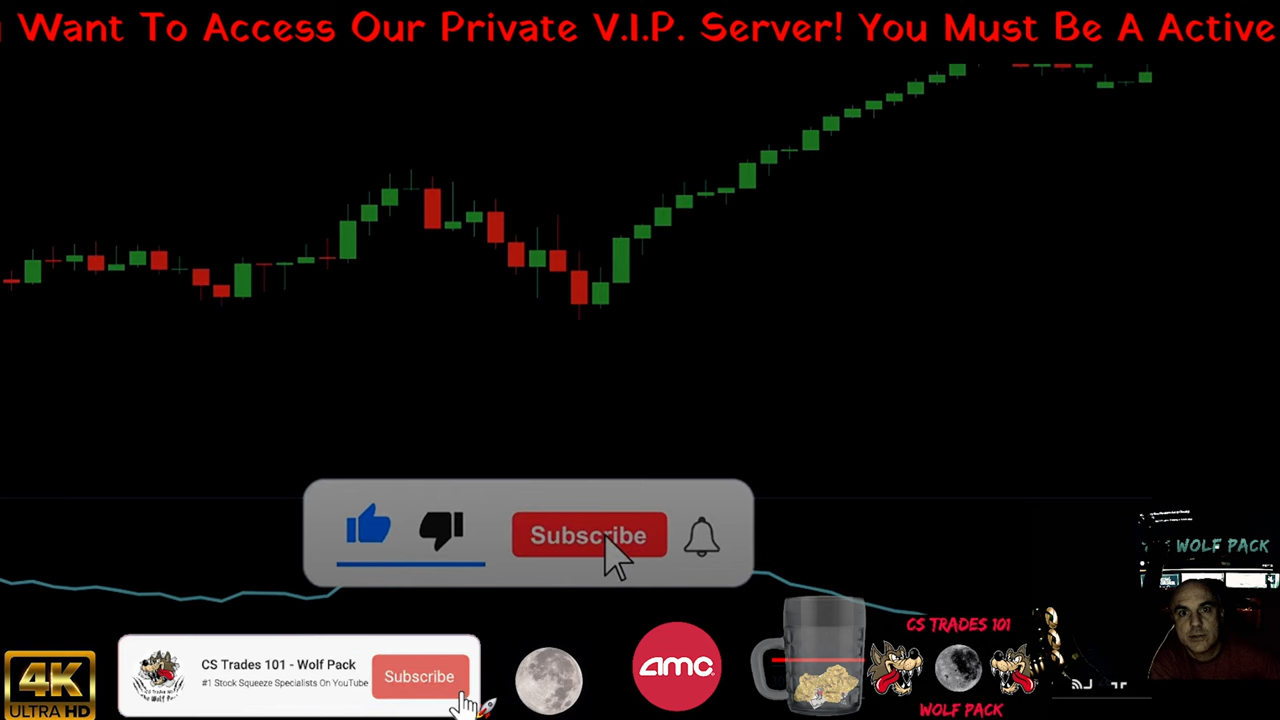 Want To Access Our Private V.I.P. Server! You Must Be A Active
Subscribe
WOLF PACK
4K
ULTRA HD
CS Trades 101 - Wolf Pack
#1 Stock Squeeze Specialists On YouTube
Subscribe
amc
CS TRADES 101
WOLF PACK